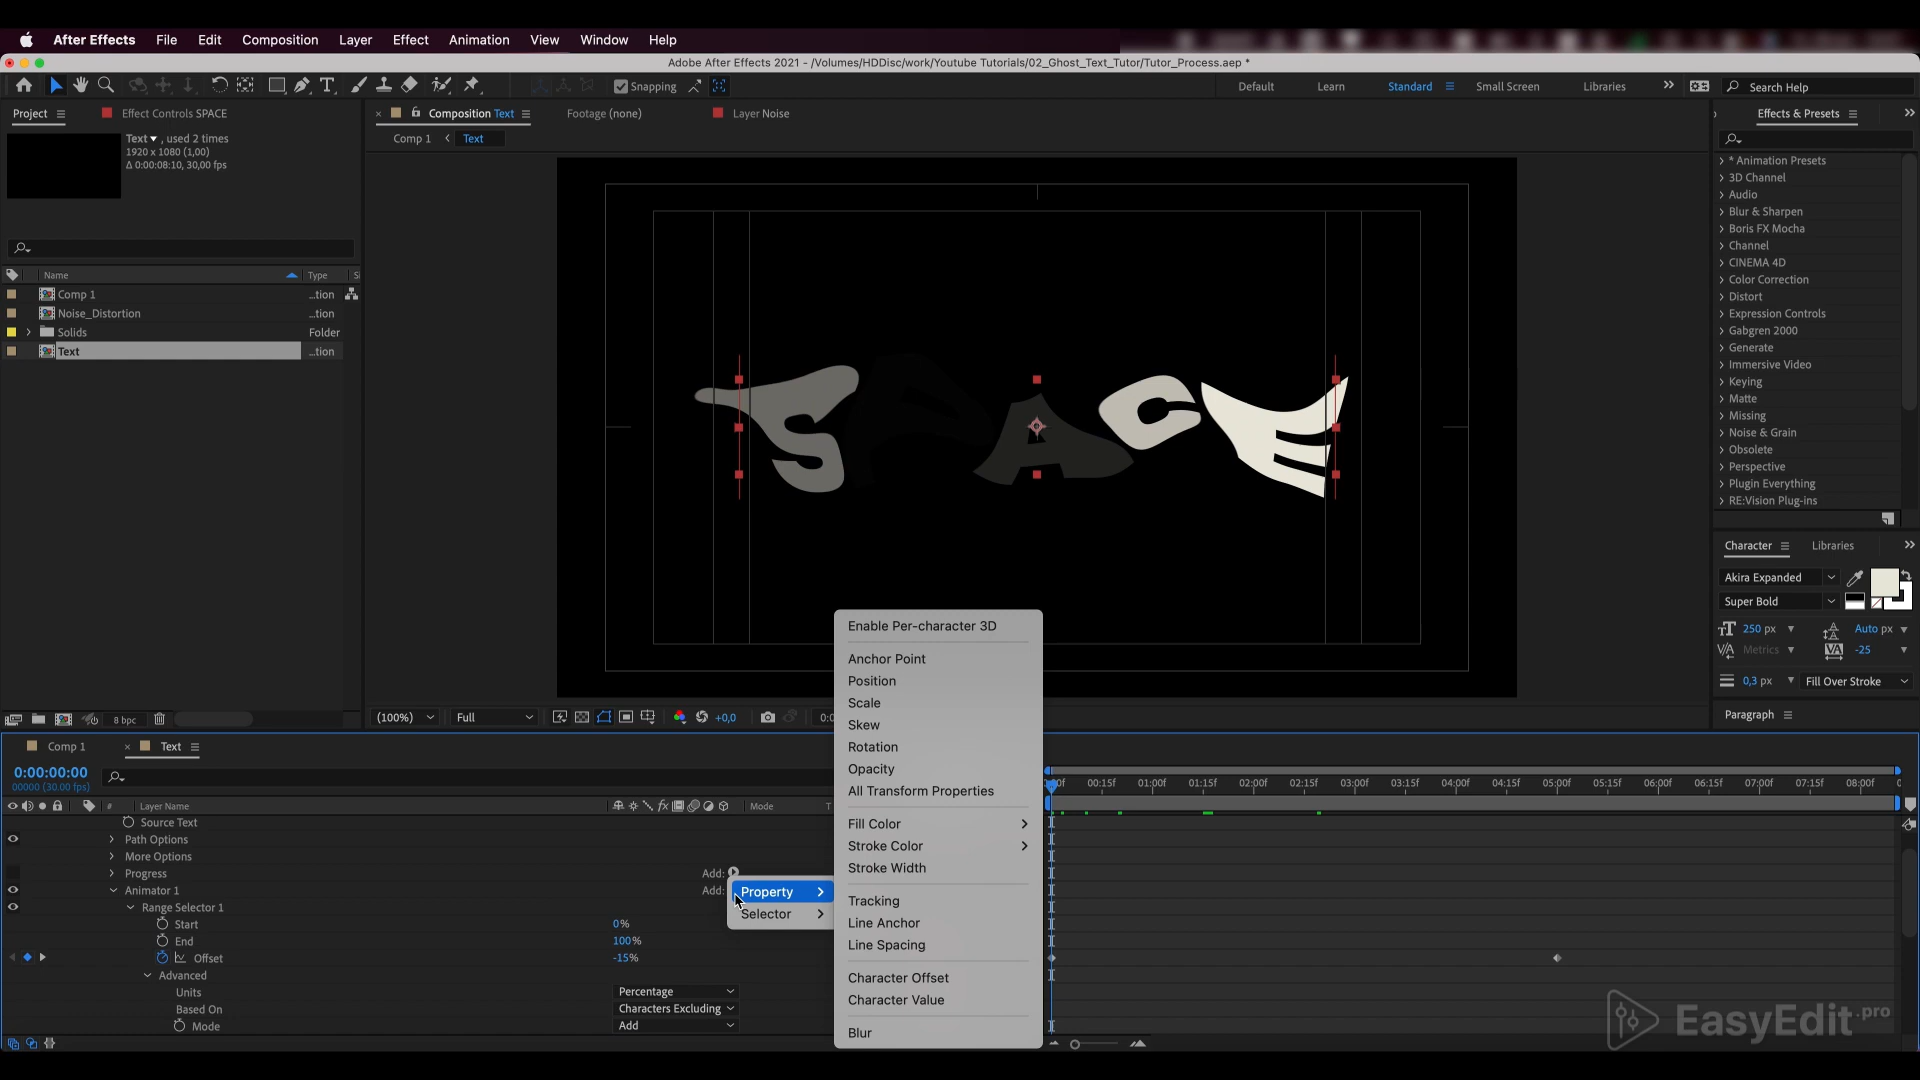 After Effects File Edit Composition Layer Effect Animation View Window Help
Adobe After Effects 2021 - /Volumes/HDDisc/work/Youtube Tutorials/02_Ghost_Text_Tutor/Tutor_Process.aep *
Snapping
Default Learn Standard Small Screen Libraries
Search Help
Project
Effect Controls SPACE
Text , used 2 times
1920 x 1080 (1,00)
Δ 0:00:08:10, 30,00 fps
Name Type Si
Comp 1 ...tion
Noise_Distortion ...tion
Solids Folder
Text ...tion
8 bpc
Composition Text
Footage (none)
Layer Noise
Comp 1 < Text
SPACE
(100%) Full +0,0 0:0
Effects & Presets
* Animation Presets
3D Channel
Audio
Blur & Sharpen
Boris FX Mocha
Channel
CINEMA 4D
Color Correction
Distort
Expression Controls
Gabgren 2000
Generate
Immersive Video
Keying
Matte
Missing
Noise & Grain
Obsolete
Perspective
Plugin Everything
RE:Vision Plug-ins
Character Libraries
Akira Expanded
Super Bold
250 px Auto px
Metrics -25
0,3 px Fill Over Stroke
Paragraph
Comp 1 Text
0:00:00:00
00000 (30.00 fps)
# Layer Name Mode T
Source Text
Path Options
More Options
Progress Add:
Animator 1 Add:
Range Selector 1
Start 0%
End 100%
Offset -15%
Advanced
Units Percentage
Based On Characters Excluding
Mode Add
Property
Selector
Enable Per-character 3D
Anchor Point
Position
Scale
Skew
Rotation
Opacity
All Transform Properties
Fill Color
Stroke Color
Stroke Width
Tracking
Line Anchor
Line Spacing
Character Offset
Character Value
Blur
00f 00:15f 01:00f 01:15f 02:00f 02:15f 03:00f 03:15f 04:00f 04:15f 05:00f 05:15f 06:00f 06:15f 07:00f 07:15f 08:00f
EasyEdit.pro